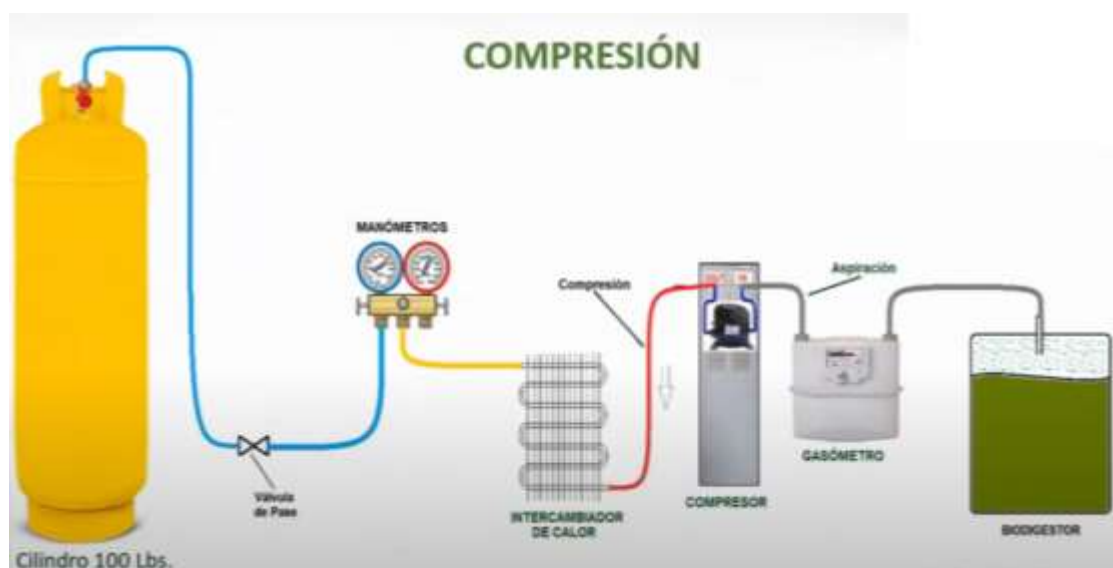 COMPRESIÓN
MANÓMETROS
Compresión
Aspiración
Válvula
de Pase
INTERCAMBIADOR
DE CALOR
COMPRESOR
GASÓMETRO
BIODIGESTOR
Cilindro 100 Lbs.